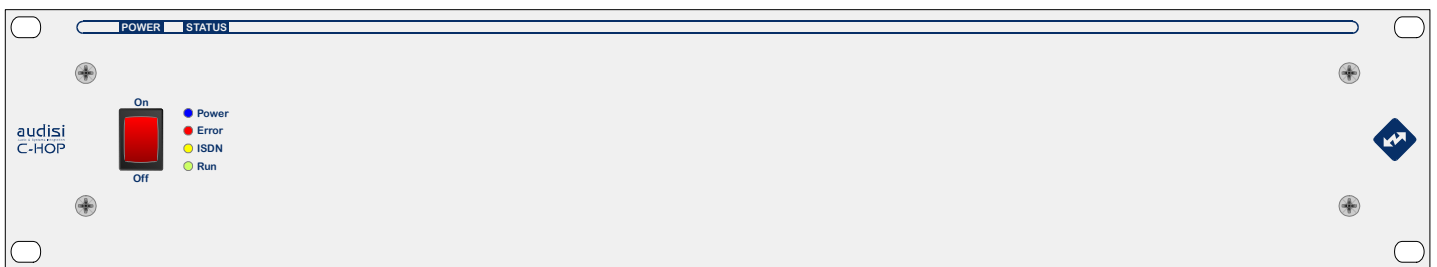 POWER STATUS
On
Power
Error
ISDN
Run
Off
audisi
C-HOP